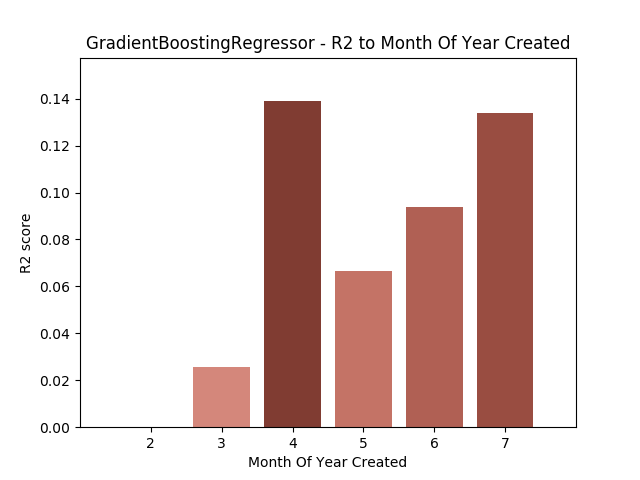 GradientBoostingRegressor - R2 to Month Of Year Created
0.14
0.12
0.10
0.08
0.06
0.04
0.02
0.00
R2 score
2 3 4 5 6 7
Month Of Year Created